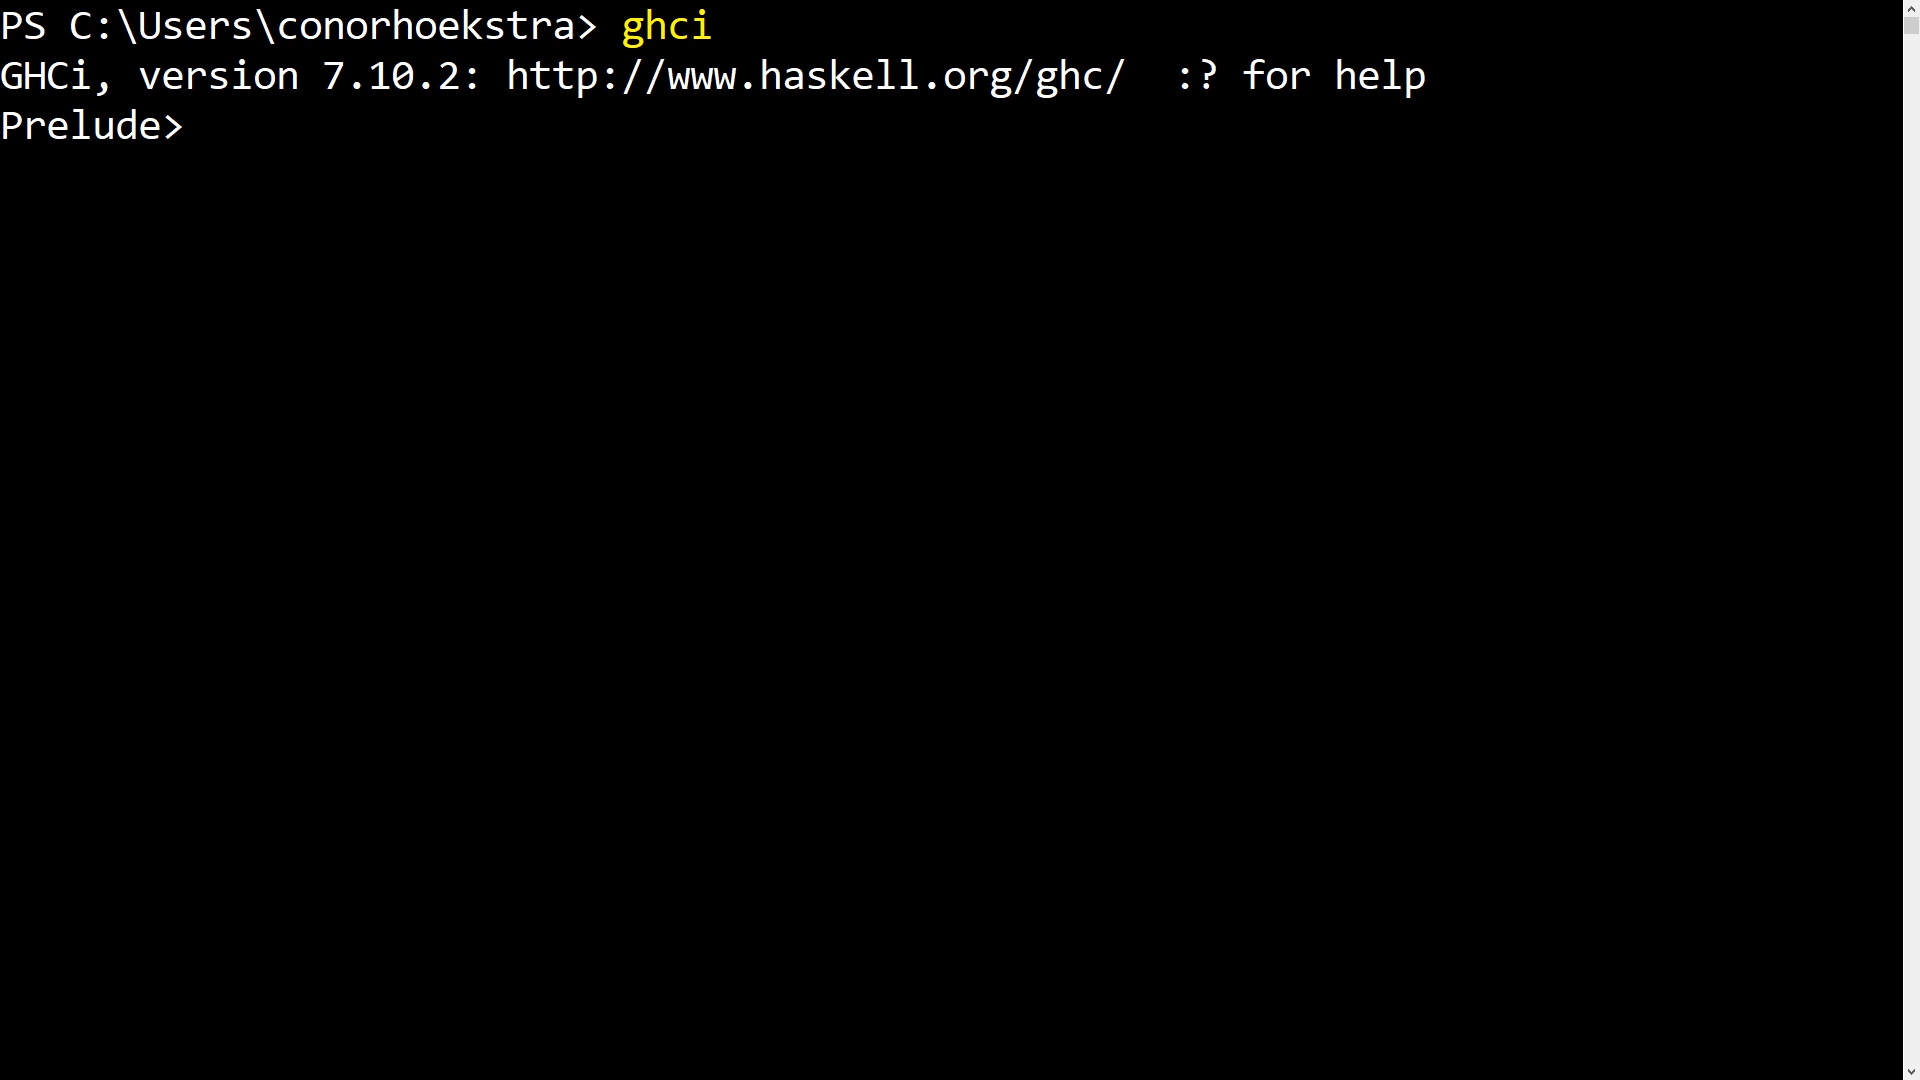 PS C:\Users\conorhoekstra> ghci
GHCi, version 7.10.2: http://www.haskell.org/ghc/  :? for help
Prelude>